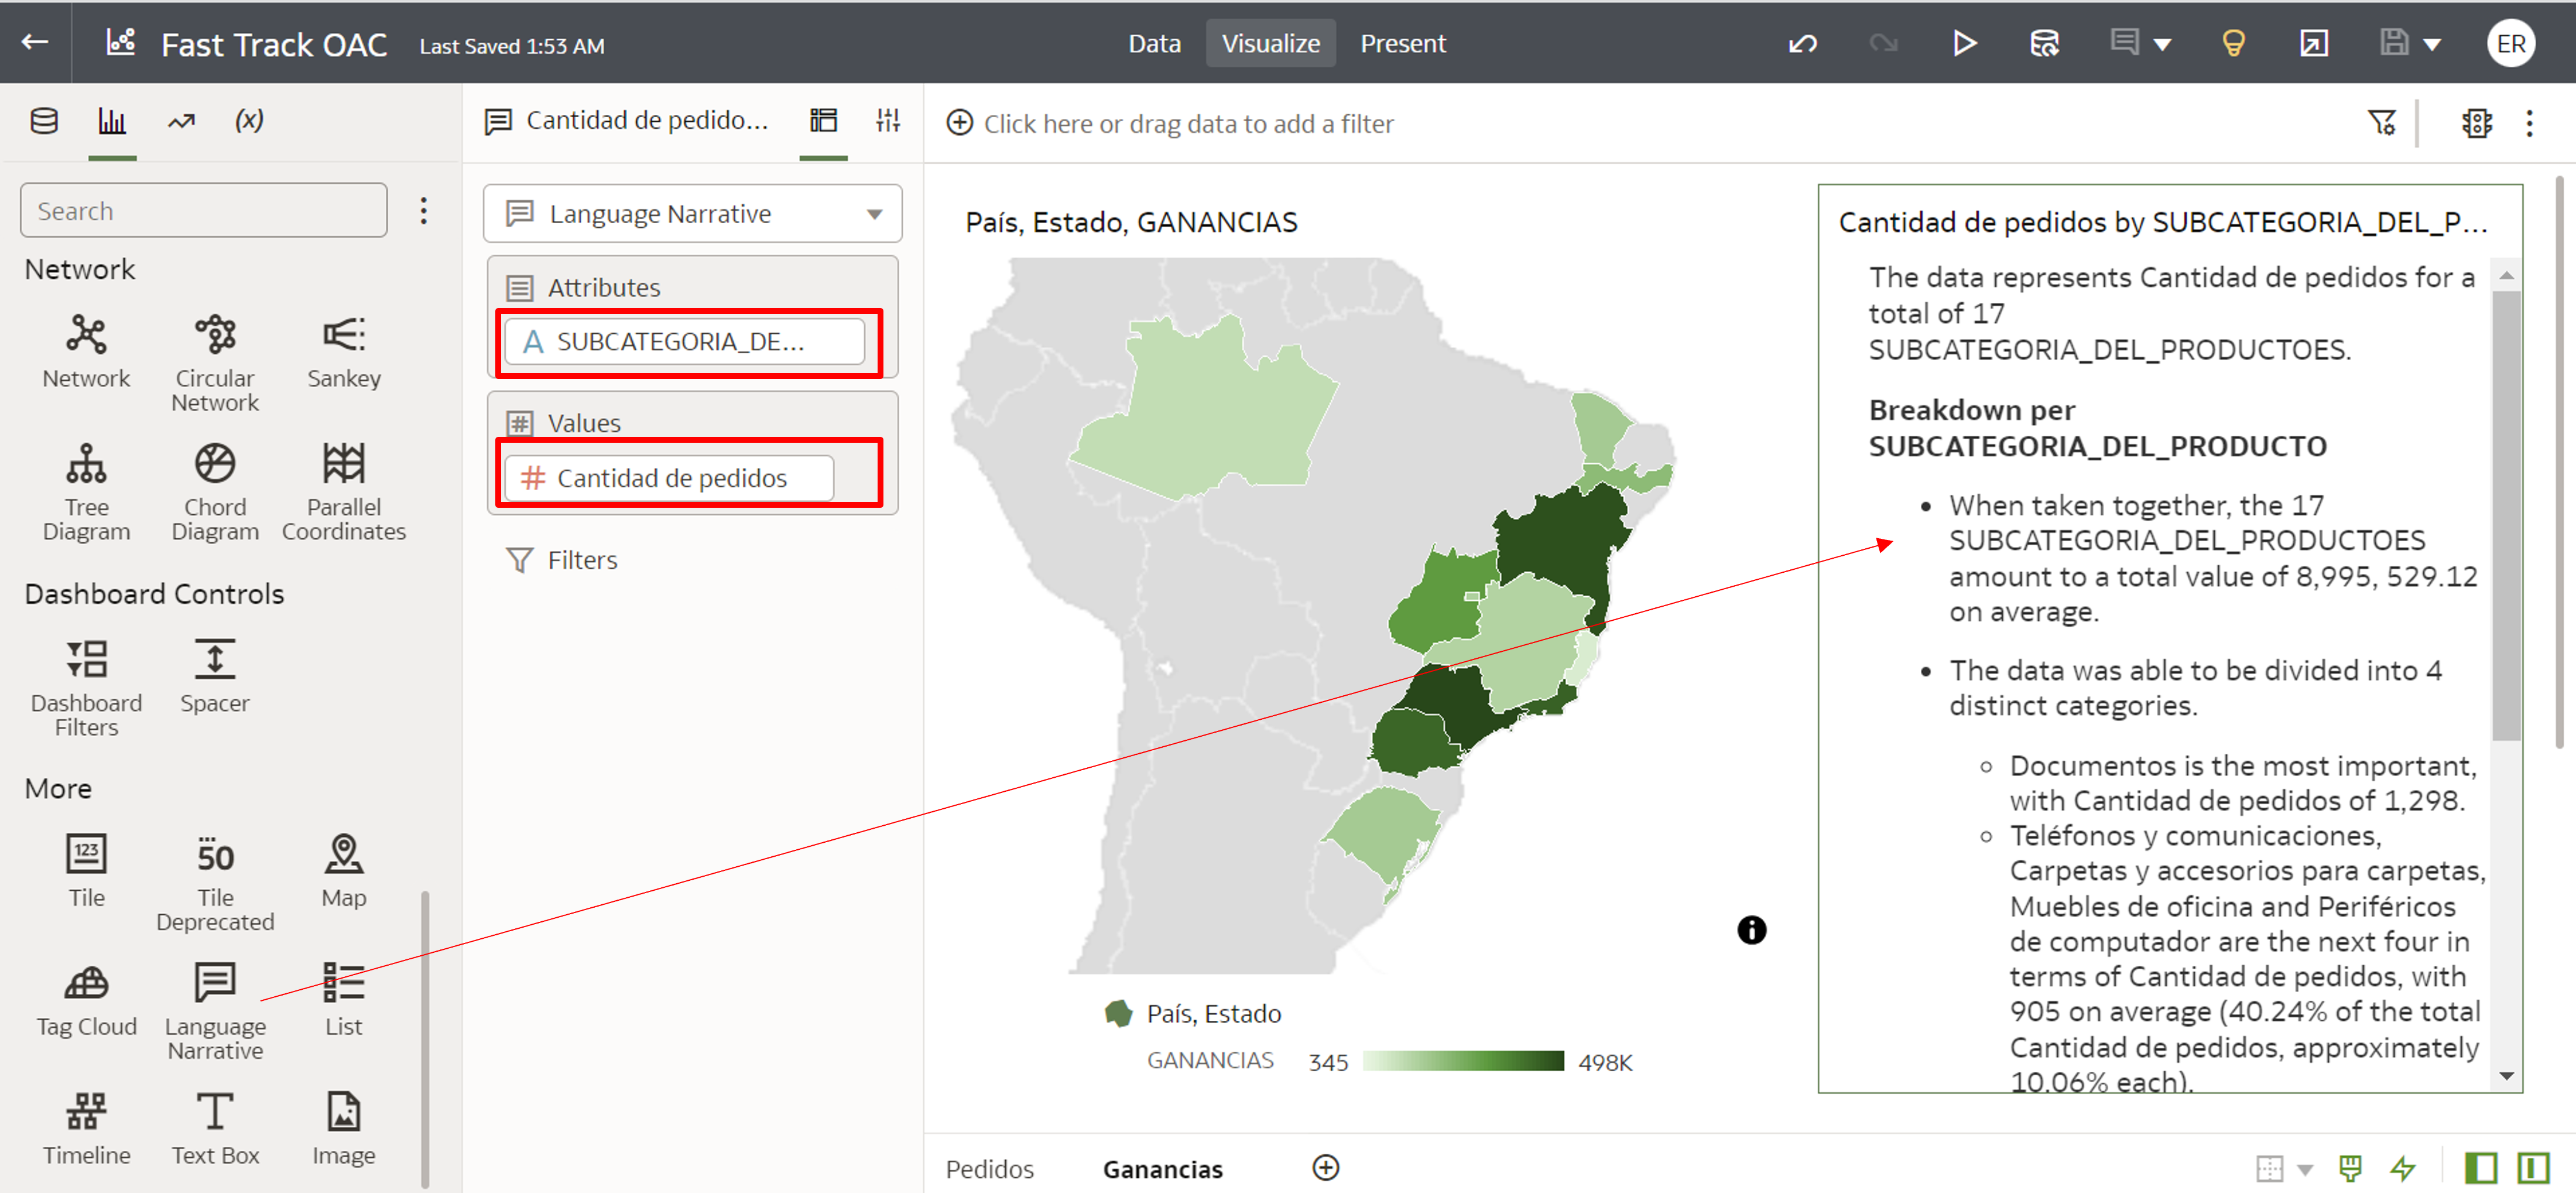 Fast Track OAC Last Saved 1:53 AM Data Visualize Present ER
(x)
Search
Network
Network Circular Network Sankey
Tree Diagram Chord Diagram Parallel Coordinates
Dashboard Controls
Dashboard Filters Spacer
More
123 50
Tile Tile Deprecated Map
Tag Cloud Language Narrative List
Timeline Text Box Image
Cantidad de pedido...
Language Narrative
Attributes
A SUBCATEGORIA_DE...
# Values
# Cantidad de pedidos
Filters
Click here or drag data to add a filter
País, Estado, GANANCIAS
País, Estado
GANANCIAS 345 498K
Cantidad de pedidos by SUBCATEGORIA_DEL_P...
The data represents Cantidad de pedidos for a
total of 17
SUBCATEGORIA_DEL_PRODUCTOES.
Breakdown per
SUBCATEGORIA_DEL_PRODUCTO
• When taken together, the 17
SUBCATEGORIA_DEL_PRODUCTOES
amount to a total value of 8,995, 529.12
on average.
• The data was able to be divided into 4
distinct categories.
◦ Documentos is the most important,
with Cantidad de pedidos of 1,298.
◦ Teléfonos y comunicaciones,
Carpetas y accesorios para carpetas,
Muebles de oficina and Periféricos
de computador are the next four in
terms of Cantidad de pedidos, with
905 on average (40.24% of the total
Cantidad de pedidos, approximately
10.06% each).
Pedidos Ganancias